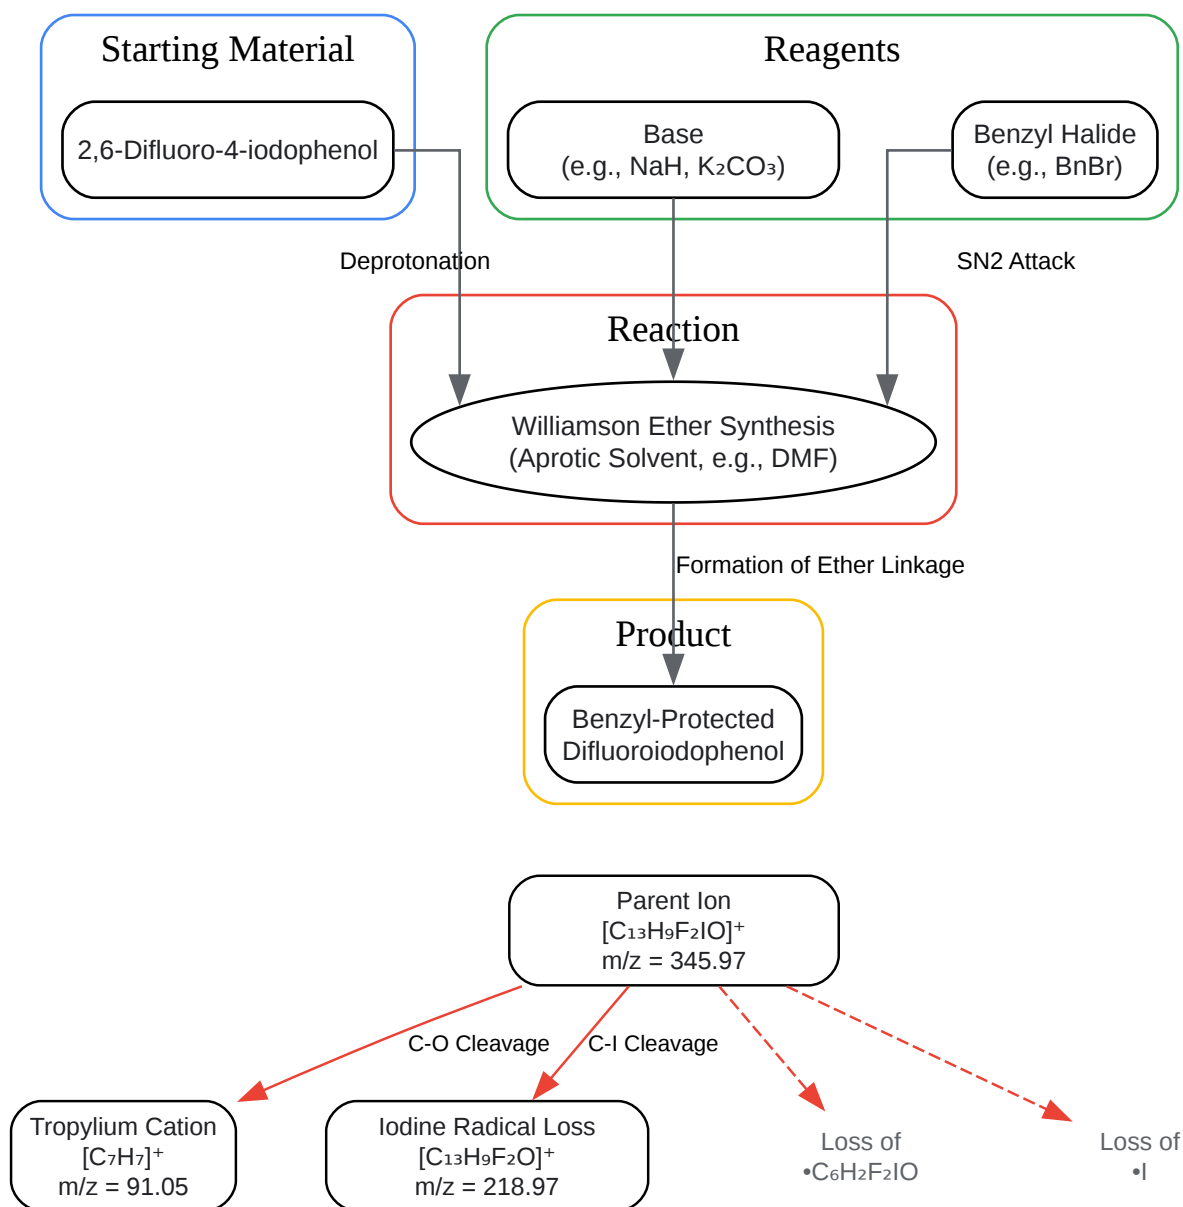 Starting Material
Reagents
2,6-Difluoro-4-iodophenol
Base
(e.g., NaH, K₂CO₃)
Benzyl Halide
(e.g., BnBr)
Deprotonation
SN2 Attack
Reaction
Williamson Ether Synthesis
(Aprotic Solvent, e.g., DMF)
Formation of Ether Linkage
Product
Benzyl-Protected
Difluoroiodophenol
Parent Ion
[C₁₃H₉F₂IO]⁺
m/z = 345.97
C-O Cleavage
C-I Cleavage
Tropylium Cation
[C₇H₇]⁺
m/z = 91.05
Iodine Radical Loss
[C₁₃H₉F₂O]⁺
m/z = 218.97
Loss of
•C₆H₂F₂IO
Loss of
•I